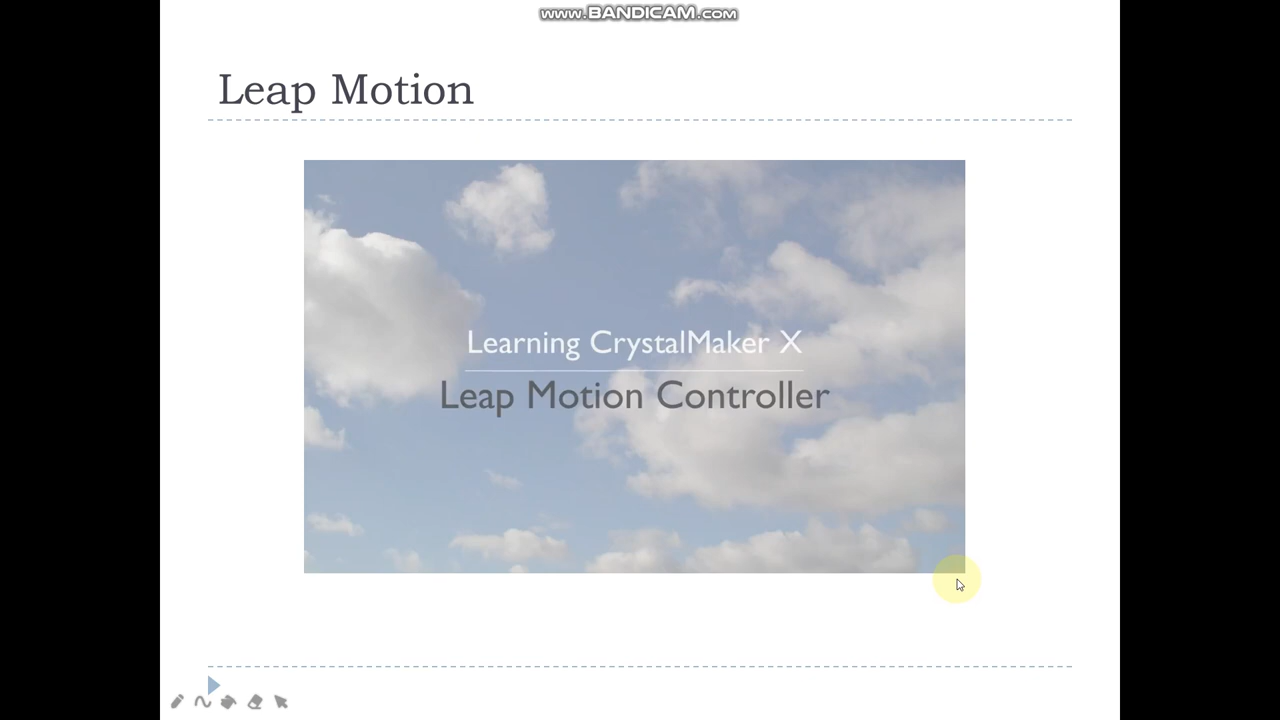 www.BANDICAM.com
Leap Motion
Learning CrystalMaker X
Leap Motion Controller